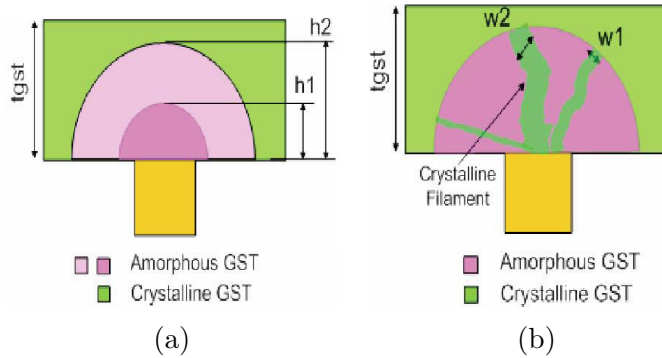 tgst
h2
h1
Amorphous GST
Crystalline GST
(a)
tgst
w2
w1
Crystalline
Filament
Amorphous GST
Crystalline GST
(b)